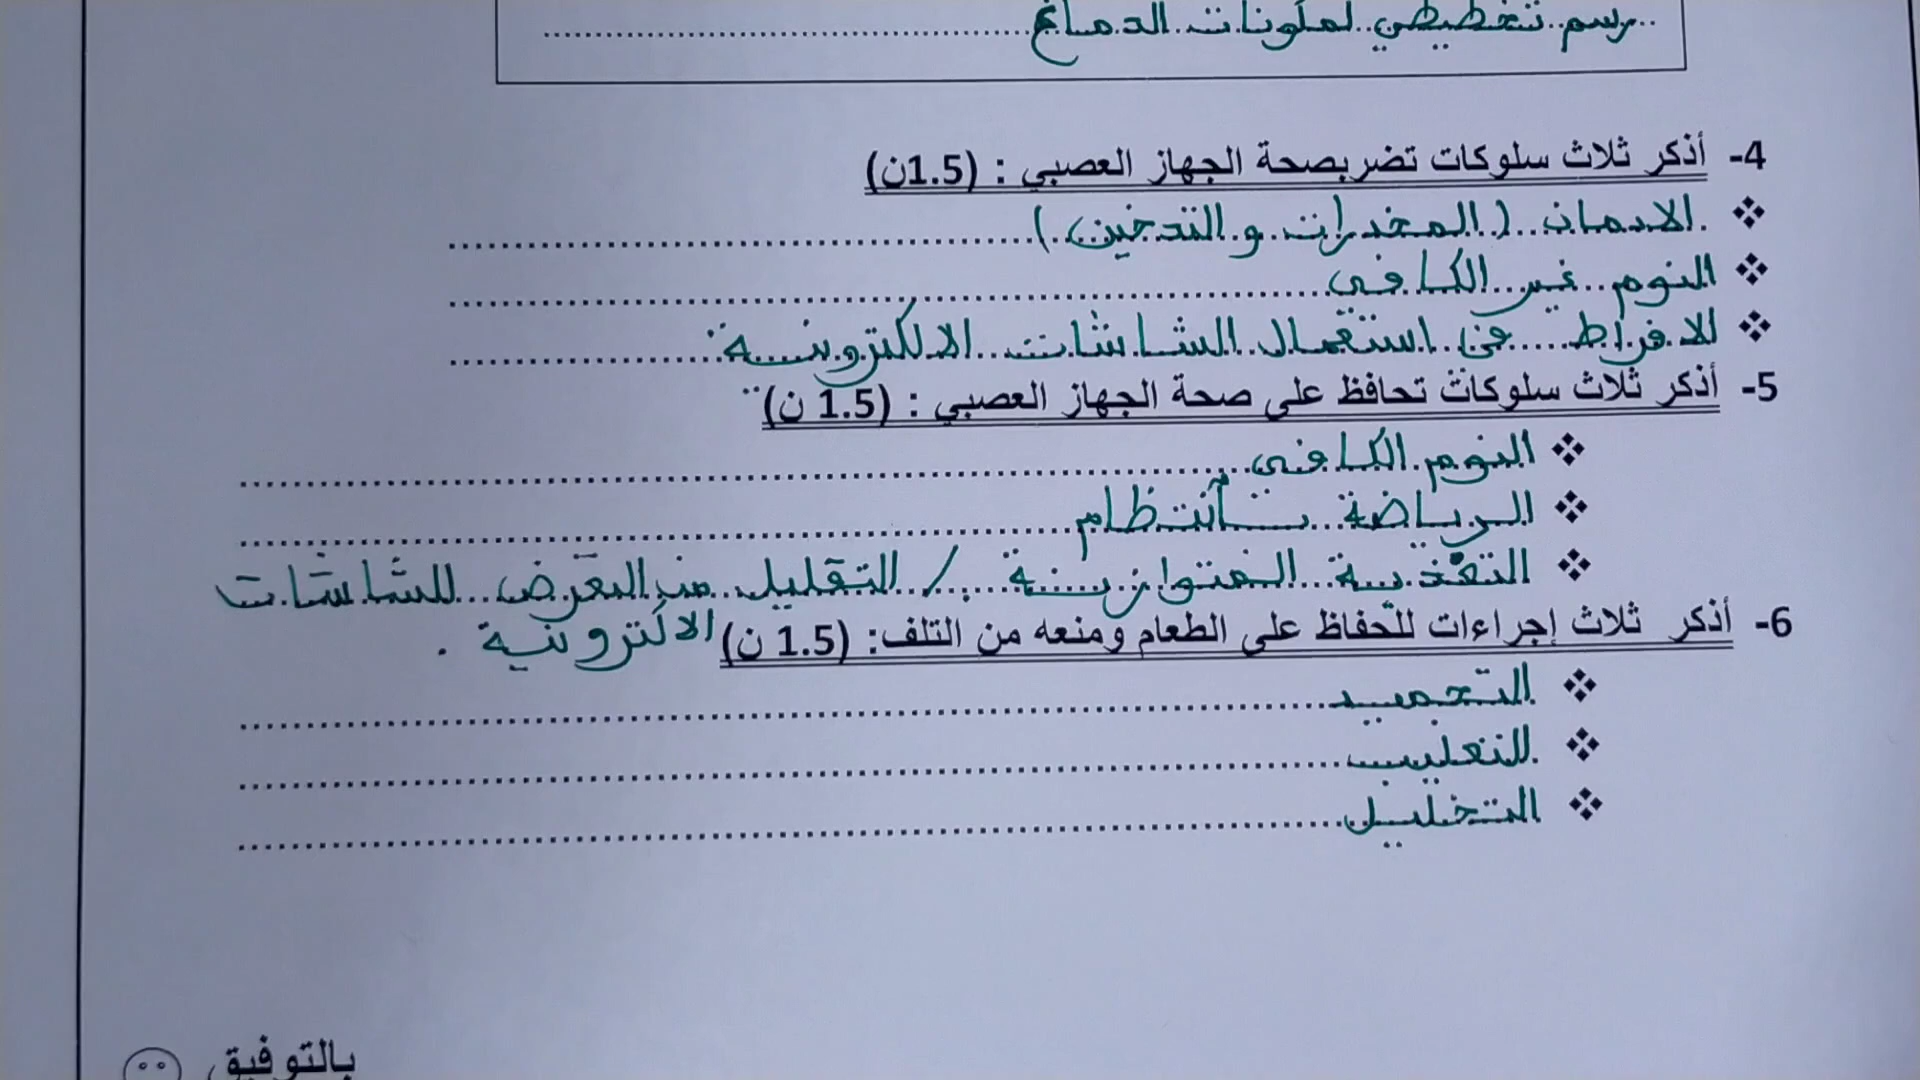 رسم تخطيطي لمكونات الدماغ
4- أذكر ثلاث سلوكات تضربصحة الجهاز العصبي : (1.5ن)
❖ الادمان ( المخدرات و التدخين )
❖ النوم غير الكافي
❖ الافراط في استعمال الشاشات الالكترونية
5- أذكر ثلاث سلوكات تحافظ على صحة الجهاز العصبي : (1.5 ن)
❖ النوم الكافي
❖ الرياضة بانتظام
❖ التغذية المتوازنة / التقليل من التعرض للشاشات
الالكترونية .
6- أذكر ثلاث إجراءات للحفاظ على الطعام ومنعه من التلف: (1.5 ن)
❖ التجميد
❖ التعليب
❖ التخليل
بالتوفيق